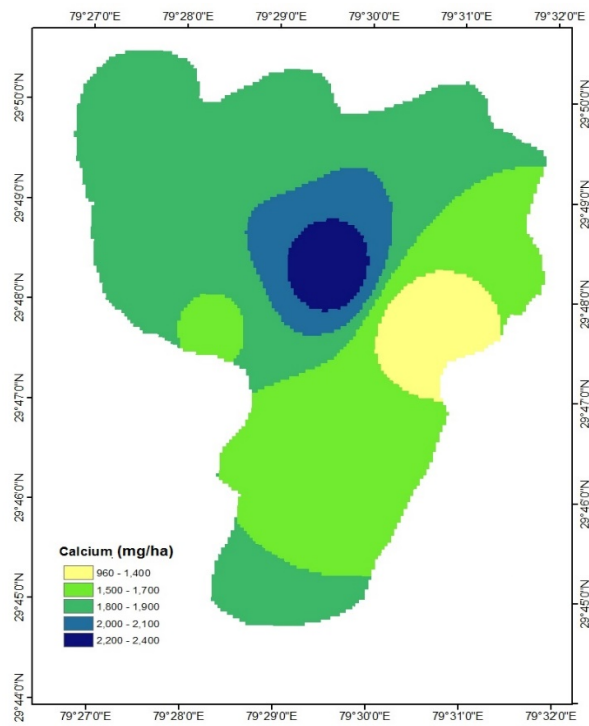 79°27'0"E 79°28'0"E 79°29'0"E 79°30'0"E 79°31'0"E 79°32'0"E
29°50'0"N 29°50'0"N
29°49'0"N 29°49'0"N
29°48'0"N 29°48'0"N
29°47'0"N 29°47'0"N
29°46'0"N 29°46'0"N
Calcium (mg/ha)
960 - 1,400
1,500 - 1,700
1,800 - 1,900
2,000 - 2,100
2,200 - 2,400
29°45'0"N 29°45'0"N
29°44'0"N
79°27'0"E 79°28'0"E 79°29'0"E 79°30'0"E 79°31'0"E 79°32'0"E